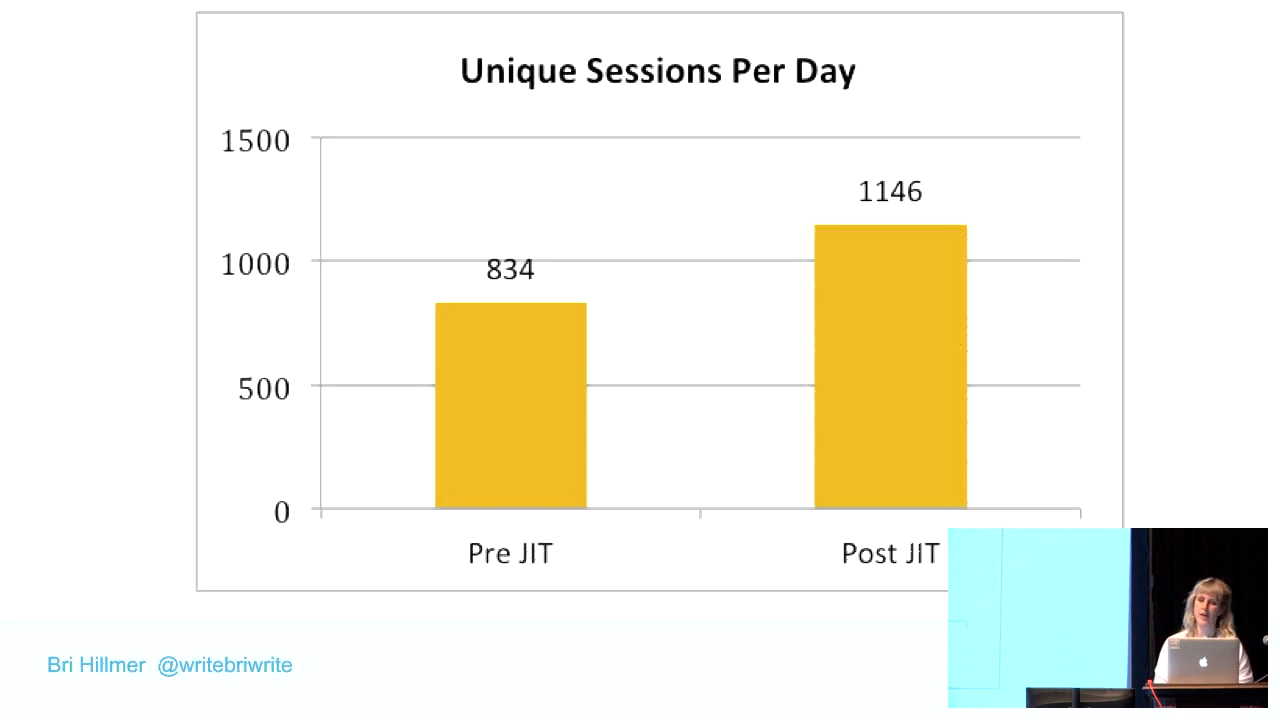 Unique Sessions Per Day
1500
1146
1000
834
500
0
Pre JIT
Post JIT
Bri Hillmer @writebriwrite